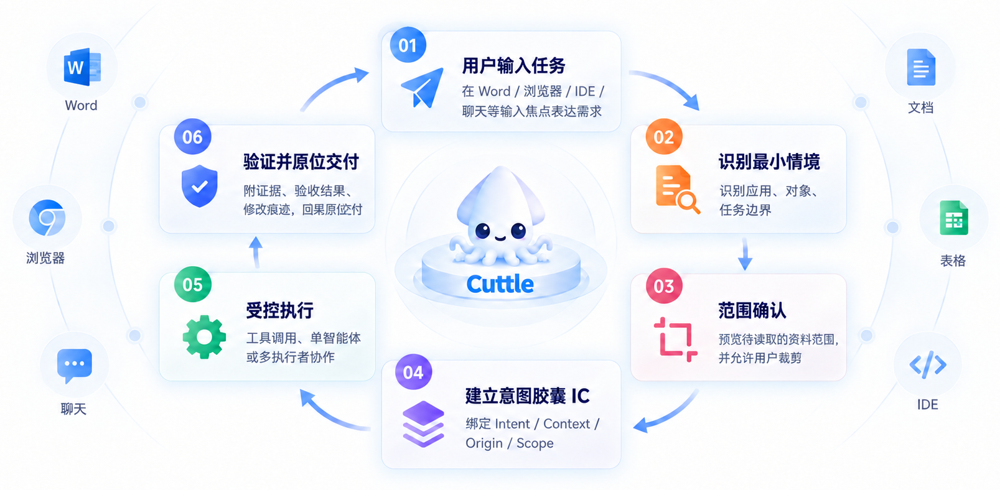 01
用户输入任务
在 Word / 浏览器 / IDE /
聊天等输入焦点表达需求
02
识别最小情境
识别应用、对象、
任务边界
03
范围确认
预览待读取的资料范围，
并允许用户裁剪
04
建立意图胶囊 IC
绑定 Intent / Context /
Origin / Scope
05
受控执行
工具调用、单智能体
或多执行者协作
06
验证并原位交付
附证据、验收结果、
修改痕迹，回果原位交付
Cuttle
W
Word
浏览器
聊天
文档
表格
</>
IDE